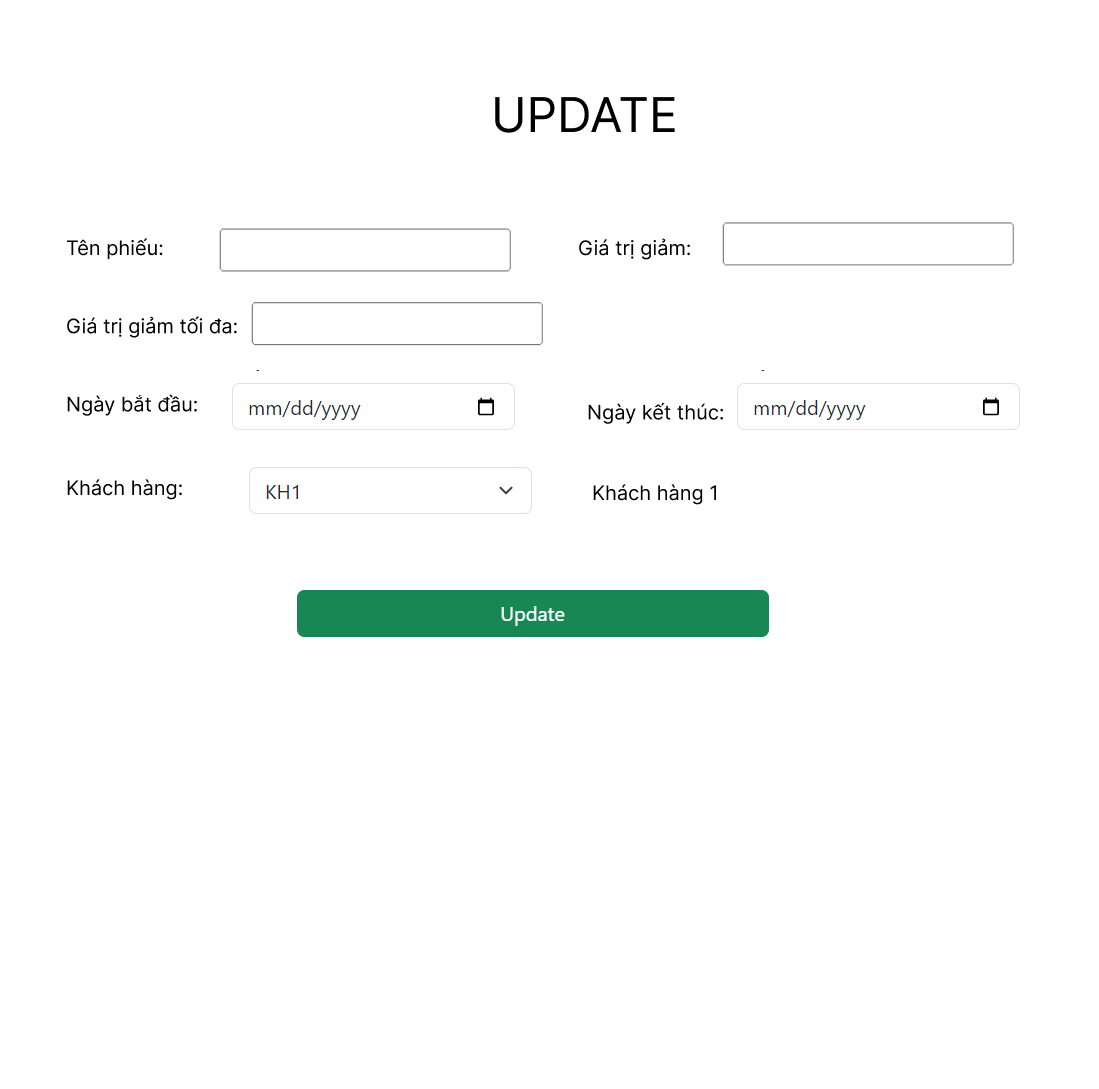 UPDATE
Tên phiếu: Giá trị giảm:
Giá trị giảm tối đa:
Ngày bắt đầu: mm/dd/yyyy Ngày kết thúc: mm/dd/yyyy
Khách hàng: KH1 Khách hàng 1
Update